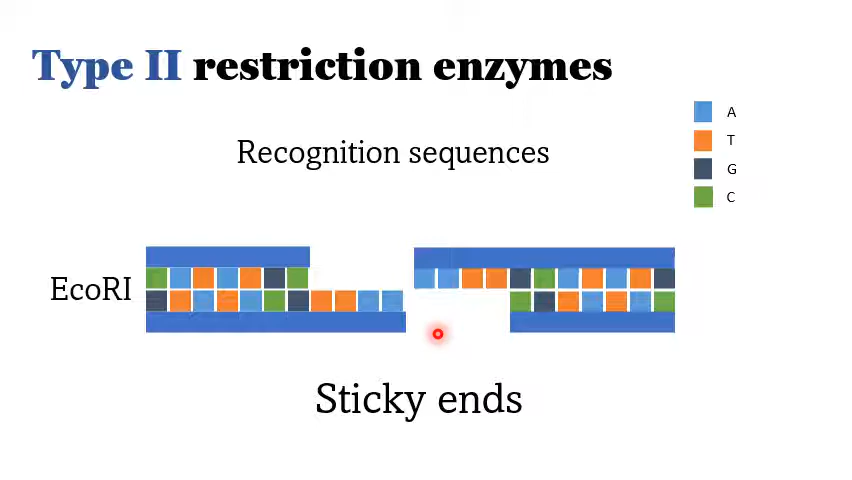 Type II restriction enzymes
A
T
G
C
Recognition sequences
EcoRI
Sticky ends